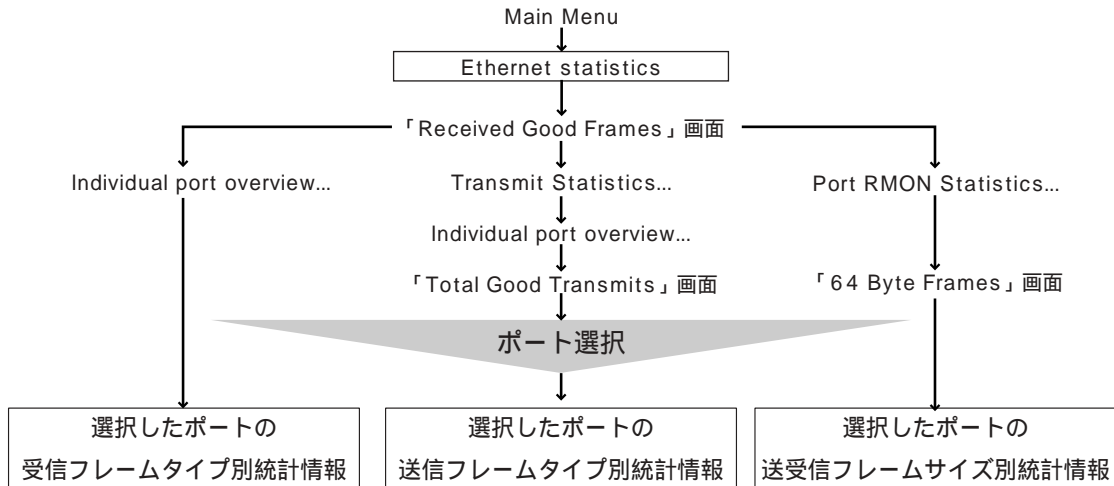 Main Menu
Ethernet statistics
「Received Good Frames」画面
Individual port overview...
Transmit Statistics...
Port RMON Statistics...
Individual port overview...
「Total Good Transmits」画面
「64 Byte Frames」画面
ポート選択
選択したポートの
受信フレームタイプ別統計情報
選択したポートの
送信フレームタイプ別統計情報
選択したポートの
送受信フレームサイズ別統計情報